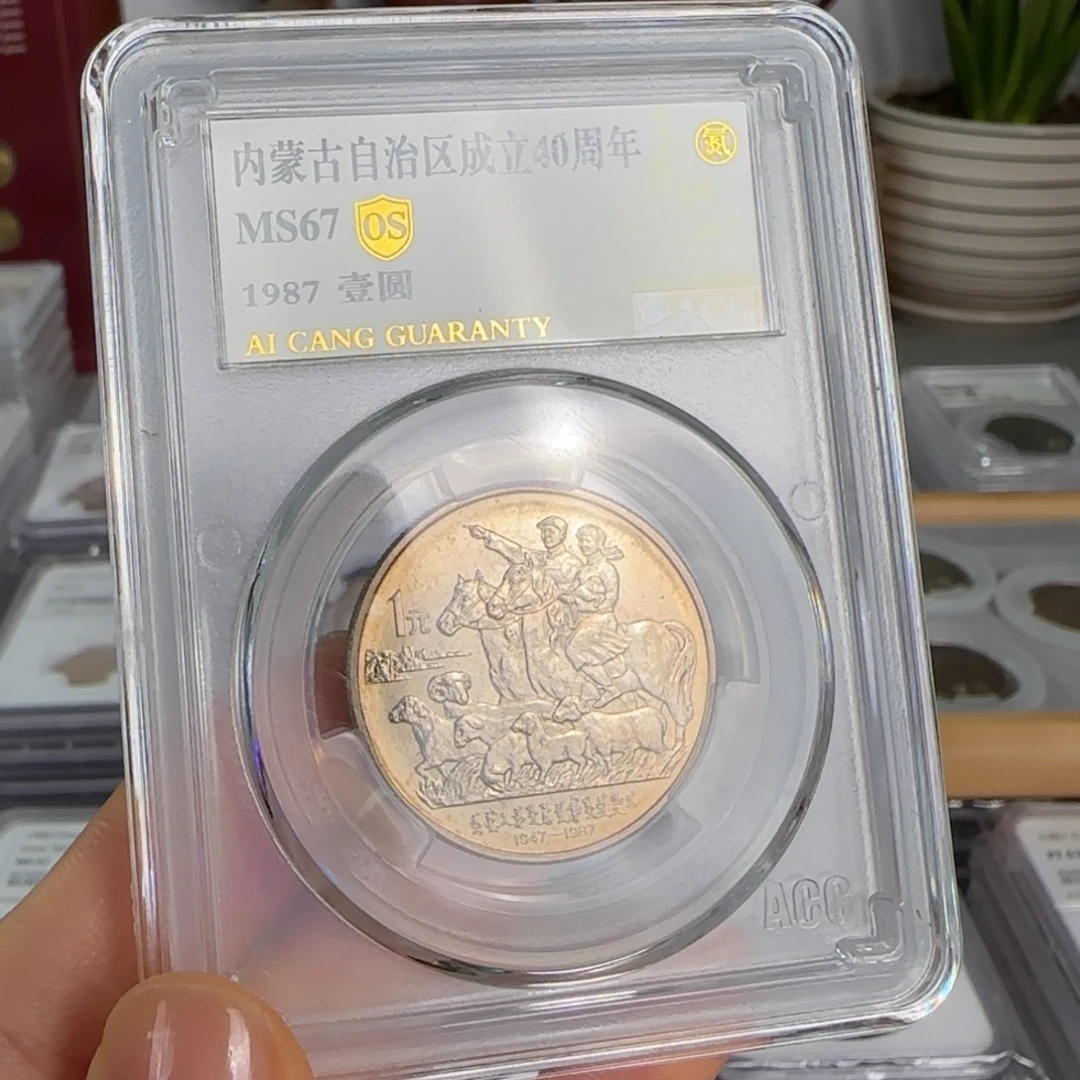 内蒙古自治区成立40周年
氦
MS67 OS
1987 壹圆
AI CANG GUARANTY
1元
1947—1987
ACG